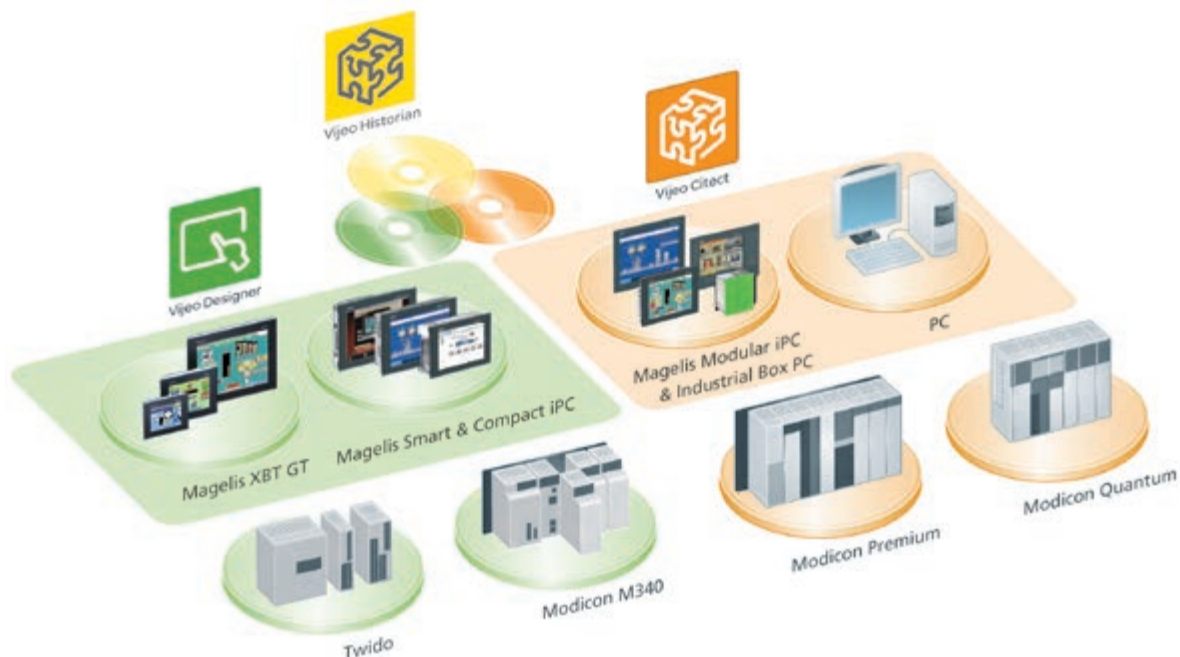 Vijeo Historian
Vijeo Citect
Vijeo Designer
PC
Magelis Modular iPC
& Industrial Box PC
Magelis Smart & Compact iPC
Magelis XBT GT
Modicon Quantum
Modicon Premium
Modicon M340
Twido